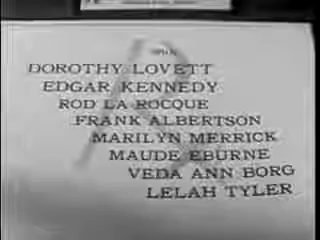 DOROTHY LOVETT
EDGAR KENNEDY
ROD LA ROCQUE
FRANK ALBERTSON
MARILYN MERRICK
MAUDE EBURNE
VEDA ANN BORG
LELAH TYLER